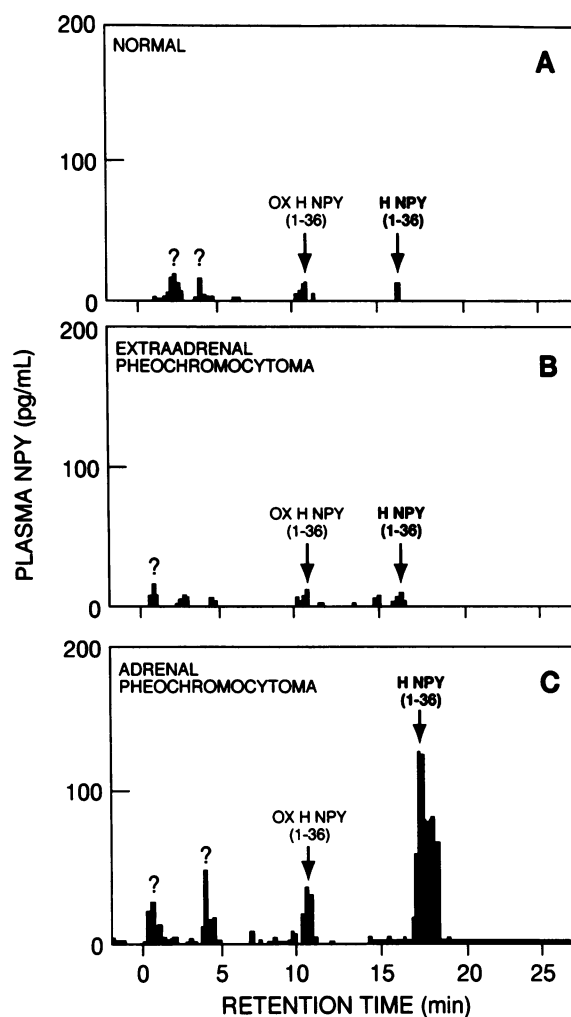 PLASMA NPY (pg/mL)
200
NORMAL
A
100
OX H NPY
(1-36)
H NPY
(1-36)
? ?
0
200
EXTRAADRENAL
PHEOCHROMOCYTOMA
B
100
OX H NPY
(1-36)
H NPY
(1-36)
?
0
200
ADRENAL
PHEOCHROMOCYTOMA
H NPY
(1-36)
C
100
OX H NPY
(1-36)
?
?
0
0 5 10 15 20 25
RETENTION TIME (min)